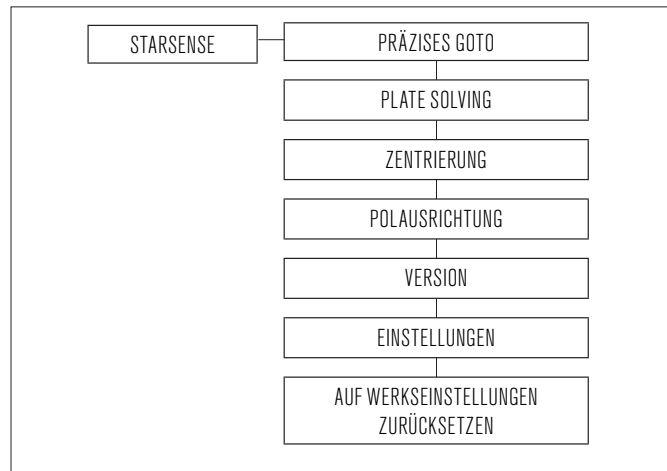 STARSENSE
PRÄZISES GOTO
PLATE SOLVING
ZENTRIERUNG
POLAUSRICHTUNG
VERSION
EINSTELLUNGEN
AUF WERKSEINSTELLUNGEN
ZURÜCKSETZEN